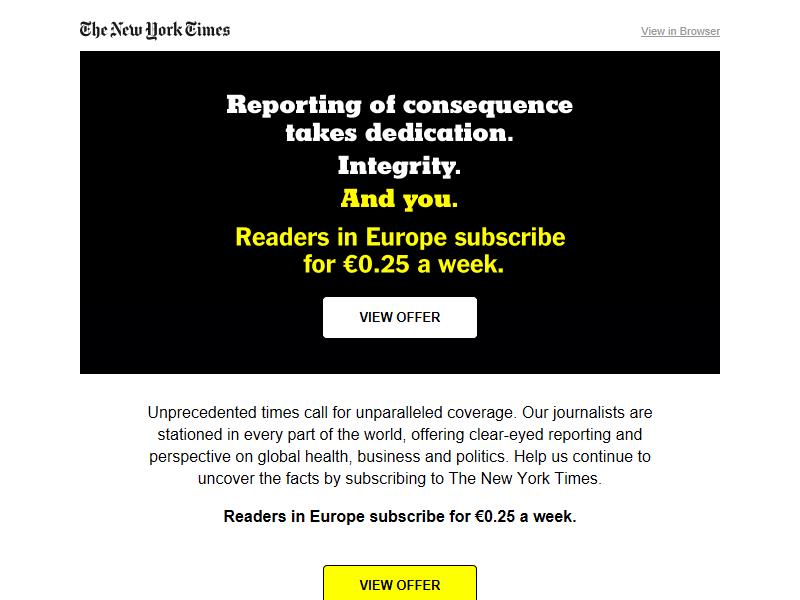 The New York Times
View in Browser
Reporting of consequence
takes dedication.
Integrity.
And you.
Readers in Europe subscribe
for €0.25 a week.
VIEW OFFER
Unprecedented times call for unparalleled coverage. Our journalists are
stationed in every part of the world, offering clear-eyed reporting and
perspective on global health, business and politics. Help us continue to
uncover the facts by subscribing to The New York Times.
Readers in Europe subscribe for €0.25 a week.
VIEW OFFER